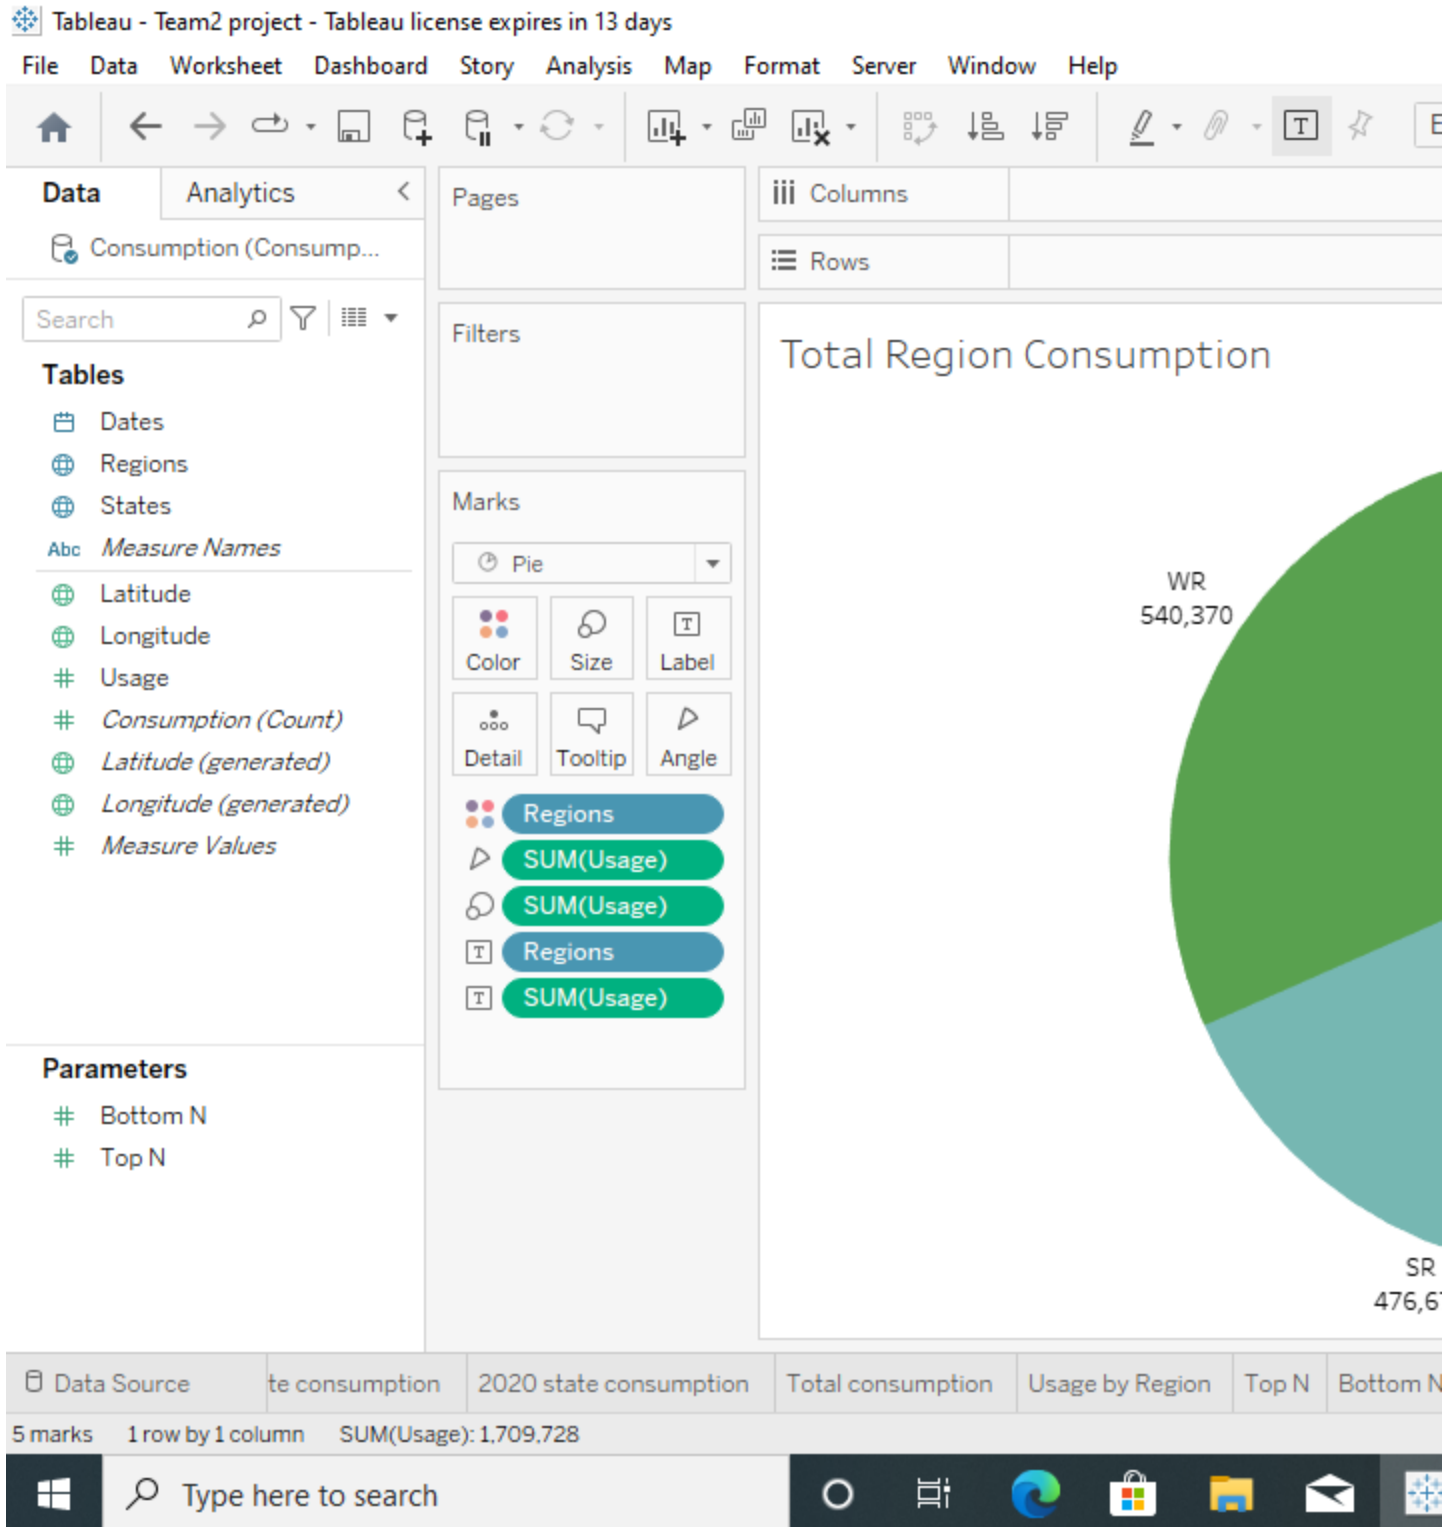 Tableau - Team2 project - Tableau license expires in 13 days
File Data Worksheet Dashboard Story Analysis Map Format Server Window Help
T
Data Analytics
Consumption (Consump...
Search
Tables
Dates
Regions
States
Abc Measure Names
Latitude
Longitude
Usage
Consumption (Count)
Latitude (generated)
Longitude (generated)
Measure Values
Parameters
Bottom N
Top N
Pages
Filters
Marks
Pie
Color Size T Label
Detail Tooltip Angle
Regions
SUM(Usage)
SUM(Usage)
T Regions
T SUM(Usage)
Columns
Rows
Total Region Consumption
WR
540,370
SR
476,6
Data Source te consumption 2020 state consumption Total consumption Usage by Region Top N Bottom N
5 marks 1 row by 1 column SUM(Usage): 1,709,728
Type here to search